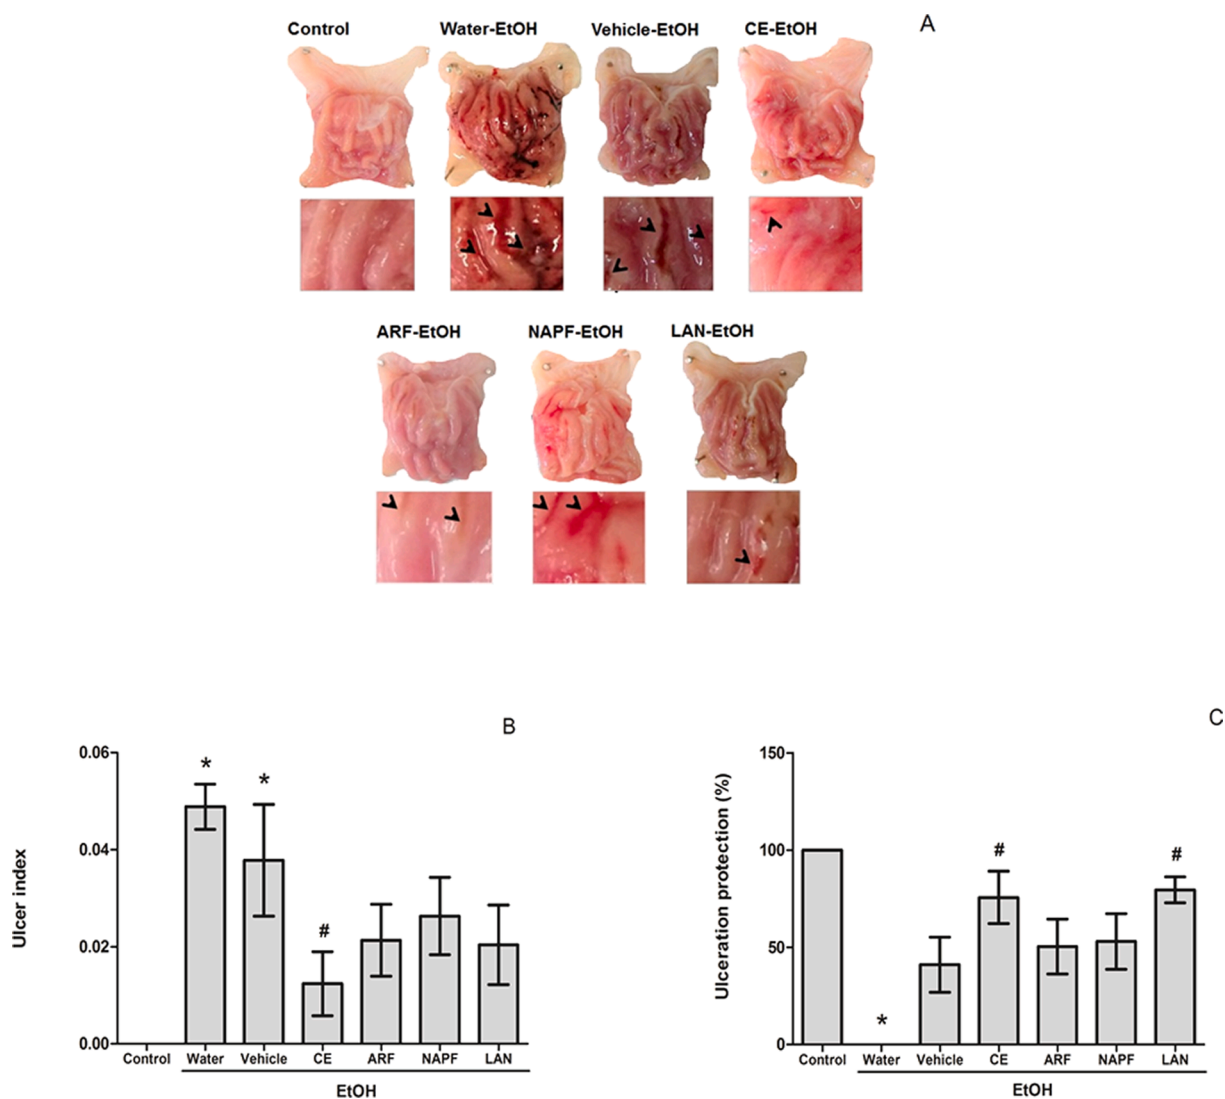 A
Control Water-EtOH Vehicle-EtOH CE-EtOH
ARF-EtOH NAPF-EtOH LAN-EtOH
B
Ulcer index
0.06
0.04
0.02
0.00
* * #
Control Water Vehicle CE ARF NAPF LAN
EtOH
C
Ulceration protection (%)
150
100
50
0
* # #
Control Water Vehicle CE ARF NAPF LAN
EtOH